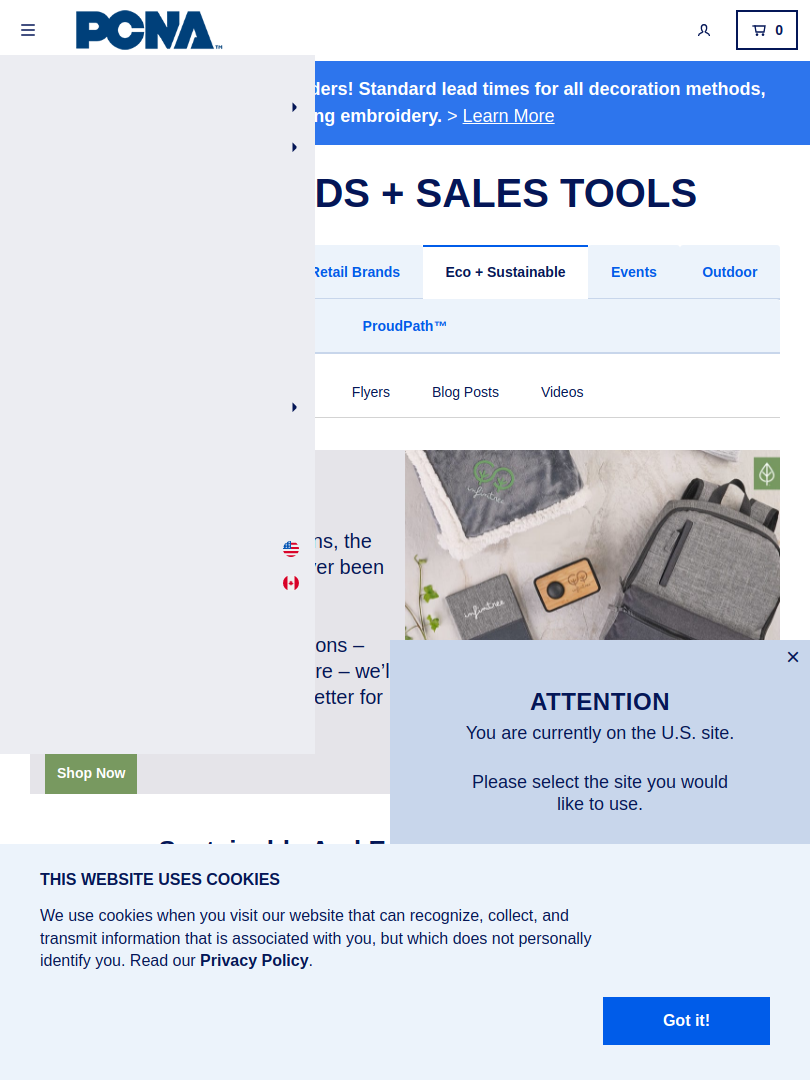 PCNA™
0
ders! Standard lead times for all decoration methods,
ng embroidery. > Learn More
DS + SALES TOOLS
Retail Brands
Eco + Sustainable
Events
Outdoor
ProudPath™
Flyers
Blog Posts
Videos
infinitree
infinitree
ns, the
ver been
ons –
re – we'l
etter for
Shop Now
×
ATTENTION
You are currently on the U.S. site.
Please select the site you would
like to use.
THIS WEBSITE USES COOKIES
We use cookies when you visit our website that can recognize, collect, and
transmit information that is associated with you, but which does not personally
identify you. Read our Privacy Policy.
Got it!